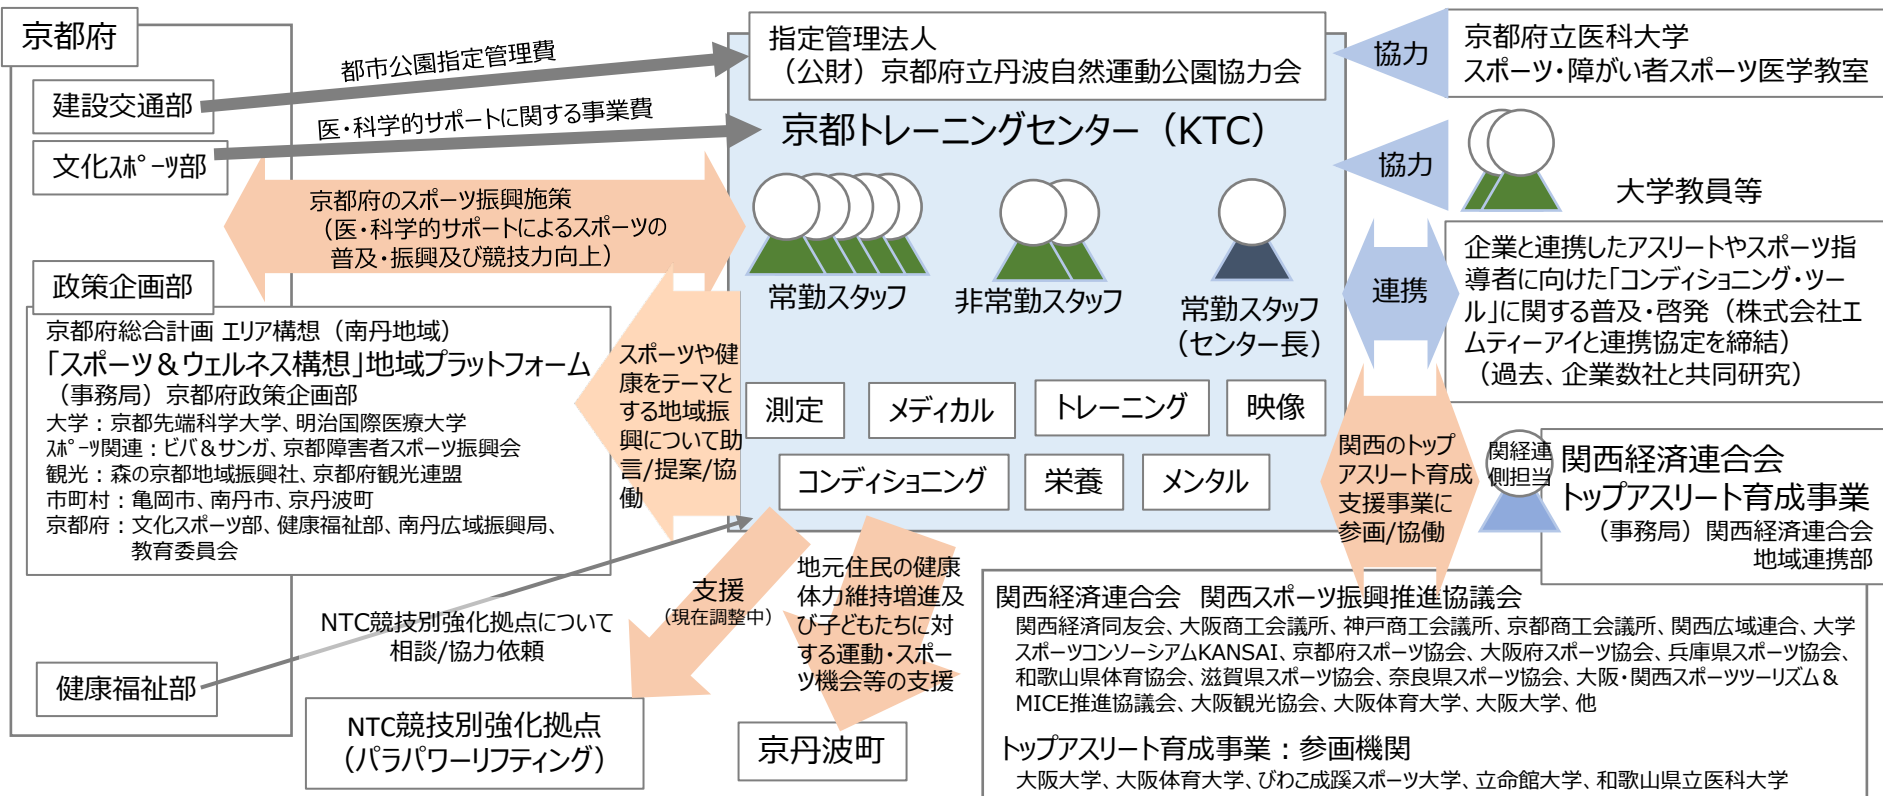 京都府
建設交通部
文化ｽﾎﾟｰﾂ部
都市公園指定管理費
医・科学的サポートに関する事業費
京都府のスポーツ振興施策
（医・科学的サポートによるスポーツの
普及・振興及び競技力向上）
政策企画部
京都府総合計画 エリア構想（南丹地域）
「スポーツ＆ウェルネス構想」地域プラットフォーム
（事務局）京都府政策企画部
大学：京都先端科学大学、明治国際医療大学
ｽﾎﾟｰﾂ関連：ビバ＆サンガ、京都障害者スポーツ振興会
観光：森の京都地域振興社、京都府観光連盟
市町村：亀岡市、南丹市、京丹波町
京都府：文化スポーツ部、健康福祉部、南丹広域振興局、
教育委員会
健康福祉部
NTC競技別強化拠点について
相談/協力依頼
スポーツや健
康をテーマと
する地域振
興について助
言/提案/協
働
指定管理法人
（公財）京都府立丹波自然運動公園協力会
京都トレーニングセンター（KTC）
常勤スタッフ
非常勤スタッフ
常勤スタッフ
（センター長）
測定
メディカル
トレーニング
映像
コンディショニング
栄養
メンタル
支援
（現在調整中）
NTC競技別強化拠点
（パラパワーリフティング）
地元住民の健康
体力維持増進及
び子どもたちに対
する運動・スポー
ツ機会等の支援
京丹波町
協力
京都府立医科大学
スポーツ・障がい者スポーツ医学教室
協力
大学教員等
連携
企業と連携したアスリートやスポーツ指
導者に向けた「コンディショニング・ツー
ル」に関する普及・啓発（株式会社エ
ムティーアイと連携協定を締結）
（過去、企業数社と共同研究）
関西のトップ
アスリート育成
支援事業に
参画/協働
関経連
側担当
関西経済連合会
トップアスリート育成事業
（事務局）関西経済連合会
地域連携部
関西経済連合会　関西スポーツ振興推進協議会
関西経済同友会、大阪商工会議所、神戸商工会議所、京都商工会議所、関西広域連合、大学
スポーツコンソーシアムKANSAI、京都府スポーツ協会、大阪府スポーツ協会、兵庫県スポーツ協会、
和歌山県体育協会、滋賀県スポーツ協会、奈良県スポーツ協会、大阪・関西スポーツツーリズム＆
MICE推進協議会、大阪観光協会、大阪体育大学、大阪大学、他
トップアスリート育成事業：参画機関
大阪大学、大阪体育大学、びわこ成蹊スポーツ大学、立命館大学、和歌山県立医科大学